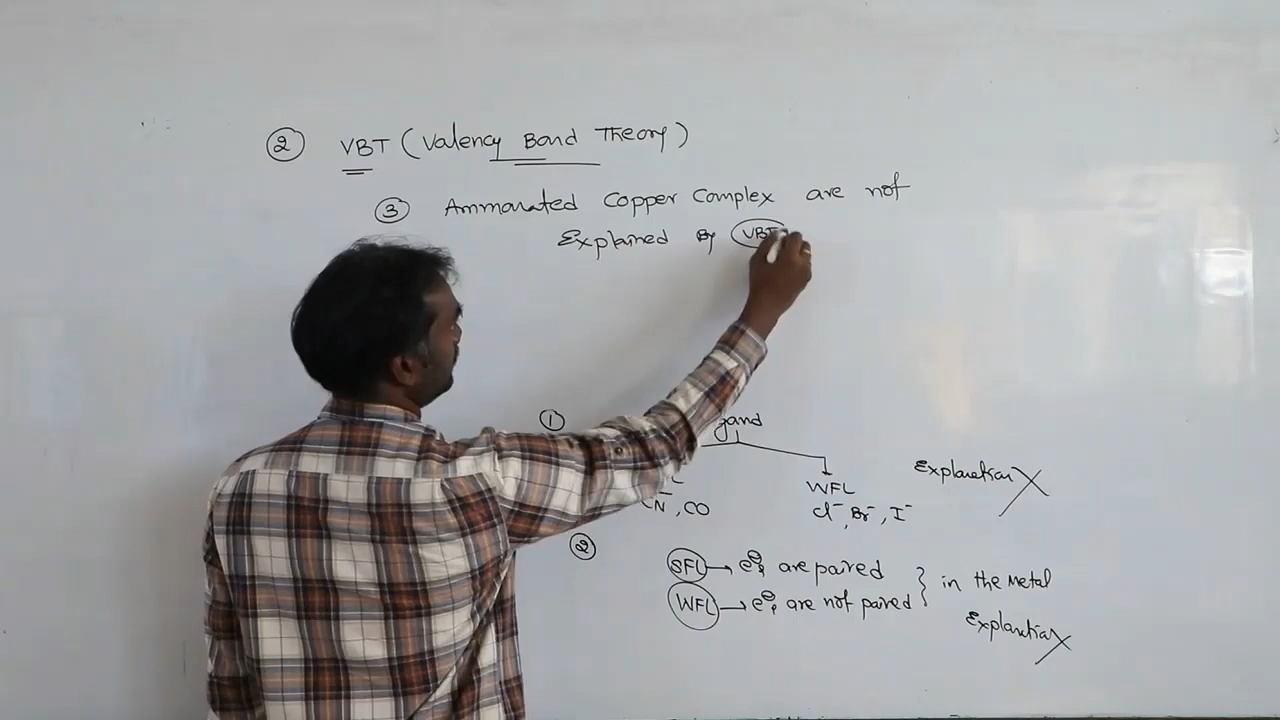 ② VBT (Valency Bond Theory)
③ Ammonated Copper Complex are not
Explained By VBT
①
gand
WFL
N, CO
Cl⁻, Br⁻, I⁻
Explanation X
②
SFL → e⁻s are paired
WFL → e⁻s are not paired } in the Metal
Explanation X